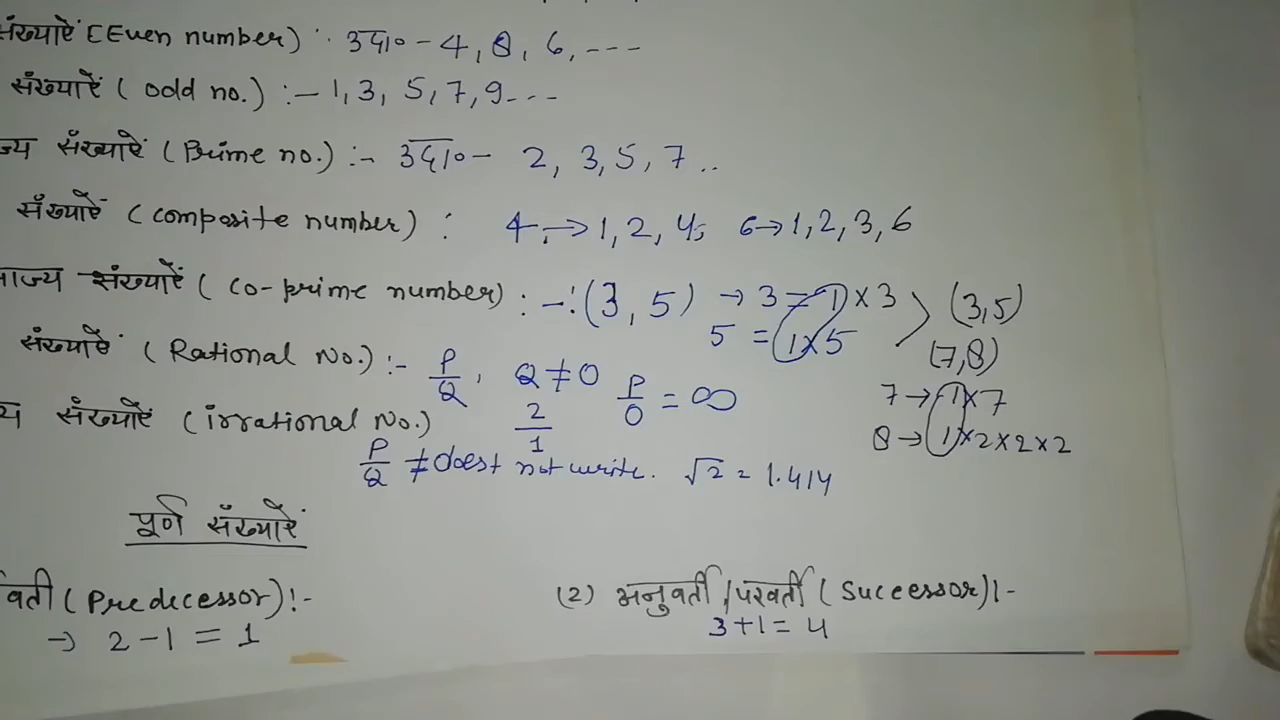 संख्याऐं (Even number) : उदा० - 4, 8, 6, ---
संख्याऐं (odd no.) :- 1, 3, 5, 7, 9---
ज्य संख्याऐं (Prime no.) :- उदा० - 2, 3, 5, 7 ..
संख्याऐं (composite number) : 4 → 1, 2, 4, 6 → 1, 2, 3, 6
भाज्य संख्याऐं (co-prime number) : - : (3, 5) → 3 = 1 × 3 (3,5)
5 = 1 × 5 (7,8)
संख्याऐं (Rational No.) :- P/Q, Q ≠ 0 P/0 = ∞ 7 → 1 × 7
य संख्याऐं (irrational No.) 2/1 8 → 1 × 2 × 2 × 2
P/Q ≠ does't not write. √2 = 1.414
पूर्ण संख्याऐं
वर्ती (Predecessor) :- (2) अनुवर्ती / परवर्ती (Successor) :-
→ 2 - 1 = 1 3 + 1 = 4